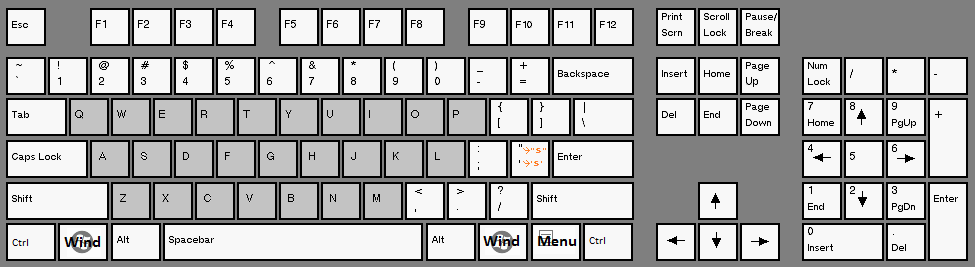 Esc F1 F2 F3 F4 F5 F6 F7 F8 F9 F10 F11 F12 Print Scroll Pause/
Scrn Lock Break
~ ! @ # $ % ^ & * ( ) _ + Backspace Insert Home Page Num / * -
` 1 2 3 4 5 6 7 8 9 0 - = Up Lock
Tab Q W E R T Y U I O P { } | Del End Page 7 8 9 +
[ ] \ Down Home PgUp
Caps Lock A S D F G H J K L : "→"s" Enter 4 5 6
; '→'s'
Shift Z X C V B N M < > ? Shift 1 2 3 Enter
, . / End PgDn
Ctrl Wind Alt Spacebar Alt Wind Menu Ctrl 0 .
Insert Del